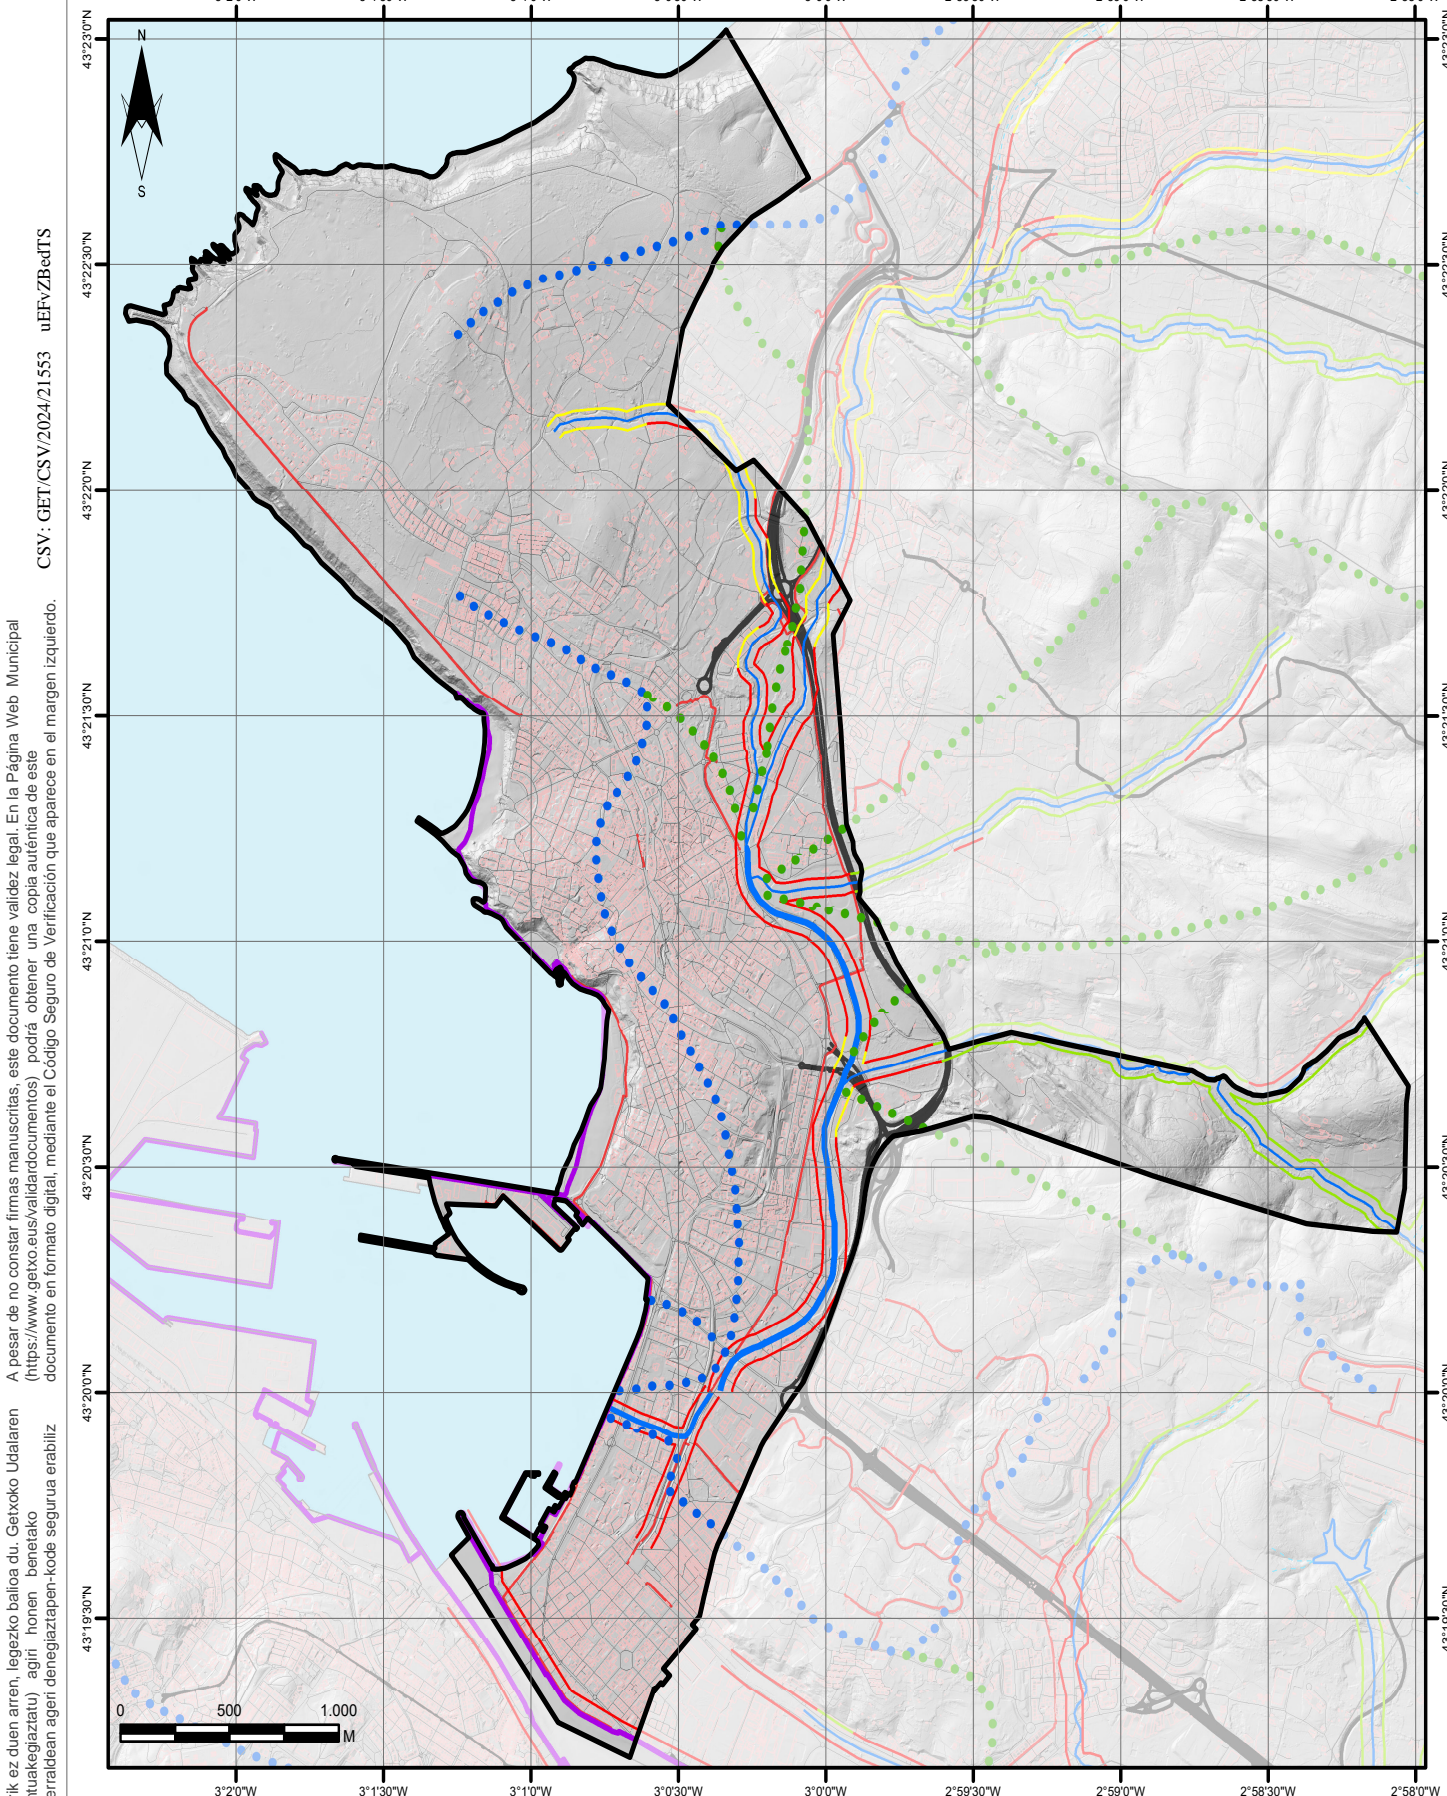 A pesar de no constar firmas manuscritas, este documento tiene validez legal. En la Página Web Municipal
(https://www.getxo.eus/validardocumentos) podrá obtener una copia auténtica de este
documento en formato digital, mediante el Código Seguro de Verificación que aparece en el margen izquierdo.
CSV: GET/CSV/2024/21553 uEFvZBedTS
ez duen arren, legezko balioa du. Getxoko Udalaren
agiri honen benetako
ageri denegiaztapen-kode segurua erabiliz
N
S
43°23'0"N
43°22'30"N
43°22'0"N
43°21'30"N
43°21'0"N
43°20'30"N
43°20'0"N
43°19'30"N
0 500 1.000
M
3°2'0"W 3°1'30"W 3°1'0"W 3°0'30"W 3°0'0"W 2°59'30"W 2°59'0"W 2°58'30"W 2°58'0"W